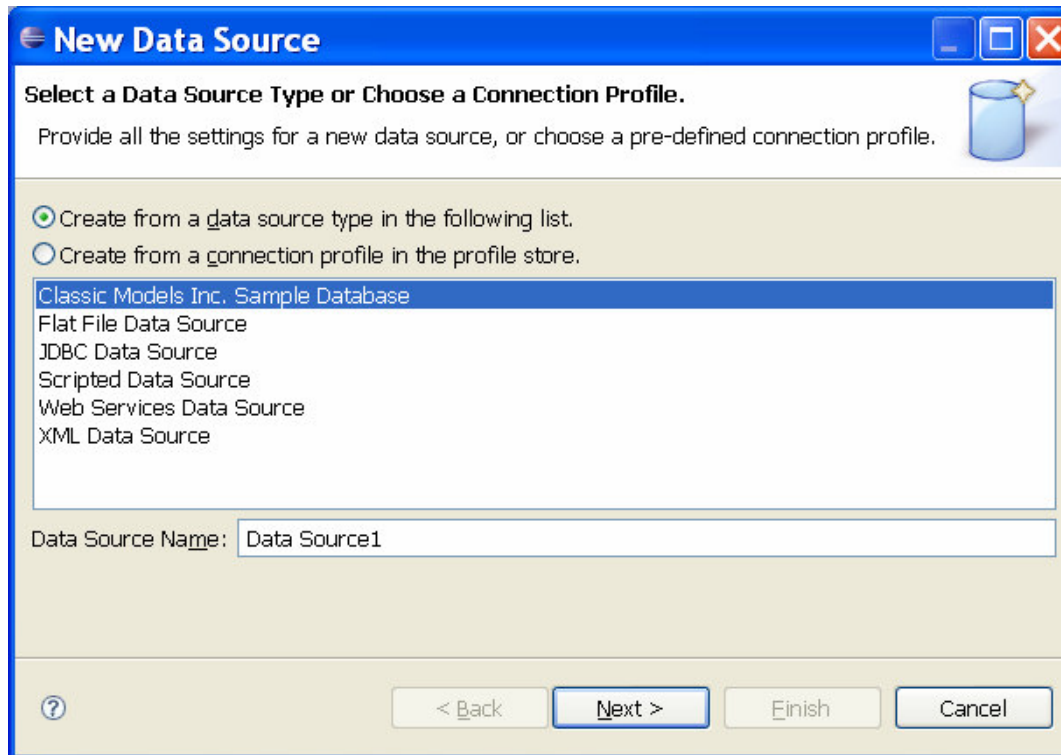 New Data Source
Select a Data Source Type or Choose a Connection Profile.
Provide all the settings for a new data source, or choose a pre-defined connection profile.
Create from a data source type in the following list.
Create from a connection profile in the profile store.
Classic Models Inc. Sample Database
Flat File Data Source
JDBC Data Source
Scripted Data Source
Web Services Data Source
XML Data Source
Data Source Name: Data Source1
? < Back Next > Finish Cancel